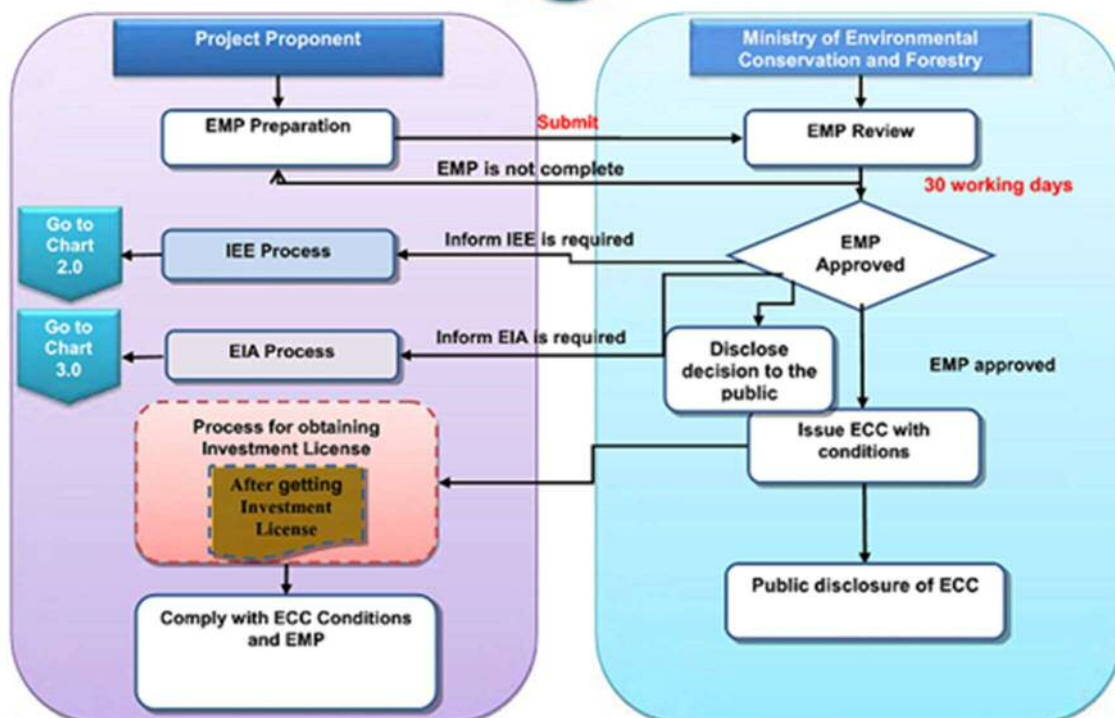 Project Proponent
Ministry of Environmental
Conservation and Forestry
EMP Preparation
Submit
EMP Review
EMP is not complete
30 working days
Go to
Chart
2.0
IEE Process
Inform IEE is required
EMP
Approved
Go to
Chart
3.0
EIA Process
Inform EIA is required
Disclose
decision to the
public
EMP approved
Process for obtaining
Investment License
After getting
Investment
License
Issue ECC with
conditions
Comply with ECC Conditions
and EMP
Public disclosure of ECC